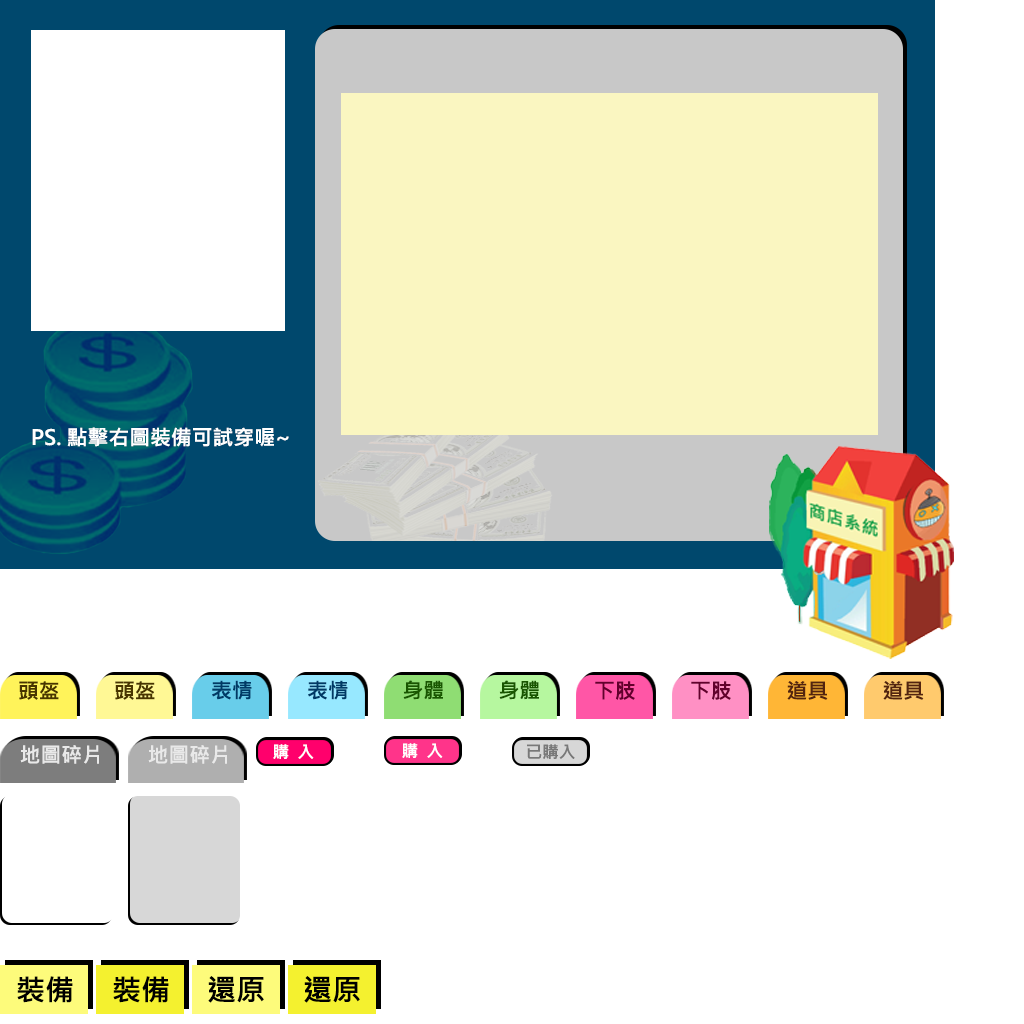 PS. 點擊右圖裝備可試穿喔~
商店系統
頭盔 頭盔 表情 表情 身體 身體 下肢 下肢 道具 道具
地圖碎片 地圖碎片 購 入 購 入 已購入
裝備 裝備 還原 還原